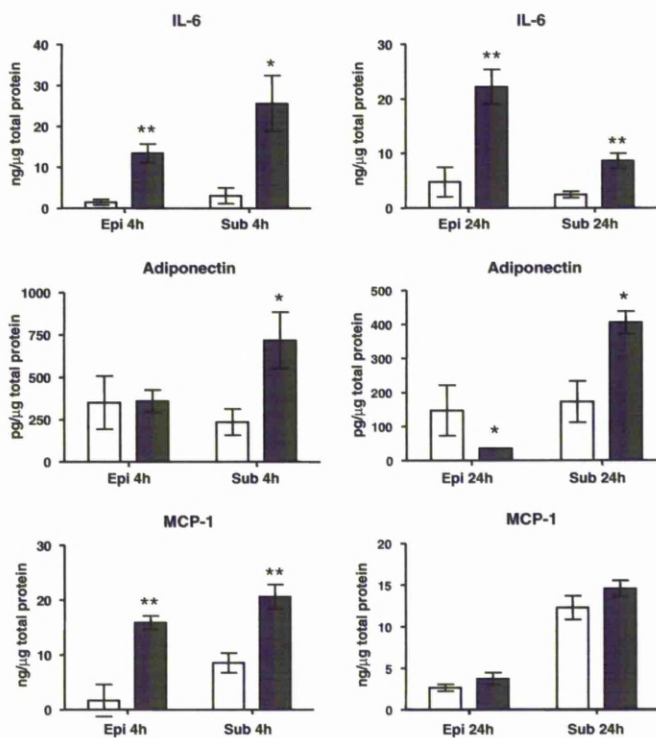 IL-6
ng/µg total protein
40
30
20
10
0
**
*
Epi 4h Sub 4h
IL-6
ng/µg total protein
30
20
10
0
**
**
Epi 24h Sub 24h
Adiponectin
pg/µg total protein
1000
750
500
250
0
*
Epi 4h Sub 4h
Adiponectin
pg/µg total protein
500
400
300
200
100
0
*
*
Epi 24h Sub 24h
MCP-1
ng/µg total protein
30
20
10
0
**
**
Epi 4h Sub 4h
MCP-1
ng/µg total protein
20
15
10
5
0
Epi 24h Sub 24h